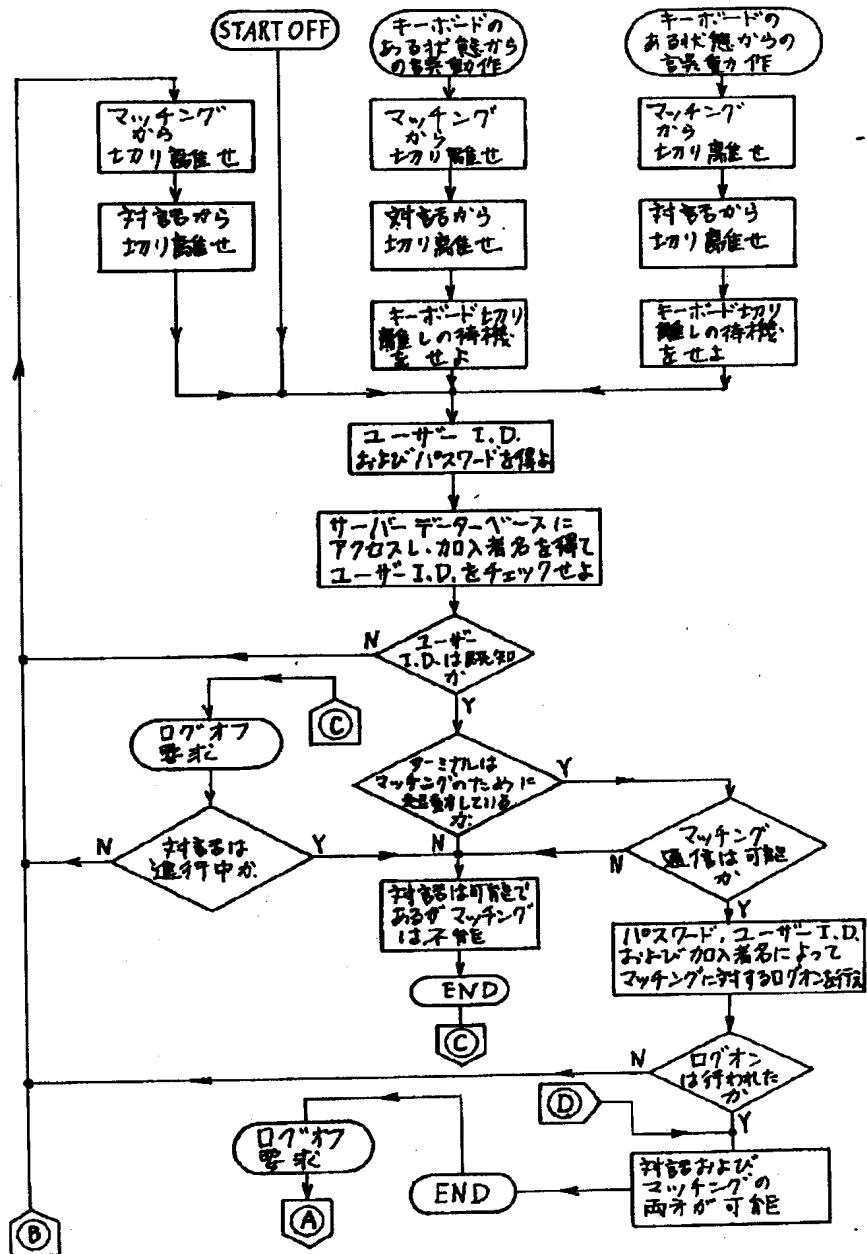 START OFF
キーボードの
ある状態から
の誤動作
キーボードの
ある状態からの
誤動作
マッチング
から
切り離せ
マッチング
から
切り離せ
マッチング
から
切り離せ
対話から
切り離せ
対話から
切り離せ
対話から
切り離せ
キーボード切り
離しの待機
をせよ
キーボード切り
離しの待機
をせよ
ユーザー I.D.
およびパスワードを得よ
サーバーデーターベースに
アクセスし、加入者名を得て
ユーザーI.D.をチェックせよ
N
ユーザー
I.D.は既知
か
Y
C
ログオフ
要求
ターミナルは
マッチングのために
起動しているか
か
Y
N
N
対話は
進行中か
Y
N
マッチング
通信は可能
か
Y
対話は可能で
あるがマッチング
は不能
END
C
パスワード、ユーザーI.D.
および加入者名によって
マッチングに対するログオンを行え
N
ログオン
は行われた
か
Y
D
ログオフ
要求
A
END
対話および
マッチングの
両方が可能
B